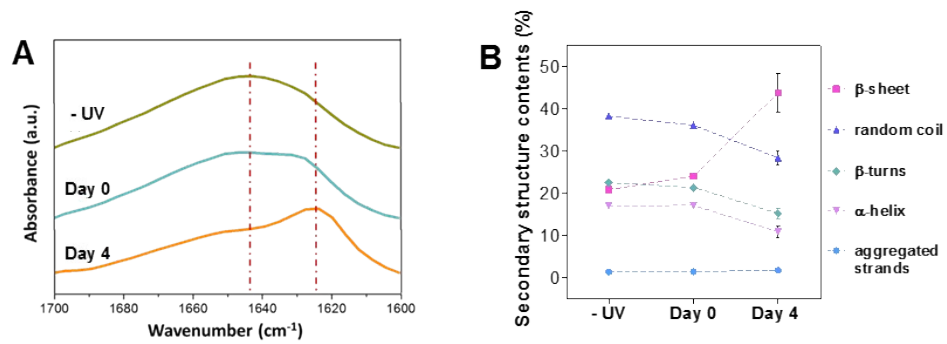 A
Absorbance (a.u.)
- UV
Day 0
Day 4
1700 1680 1660 1640 1620 1600
Wavenumber (cm⁻¹)
B
Secondary structure contents (%)
50
40
30
20
10
0
- UV Day 0 Day 4
β-sheet
random coil
β-turns
α-helix
aggregated
strands